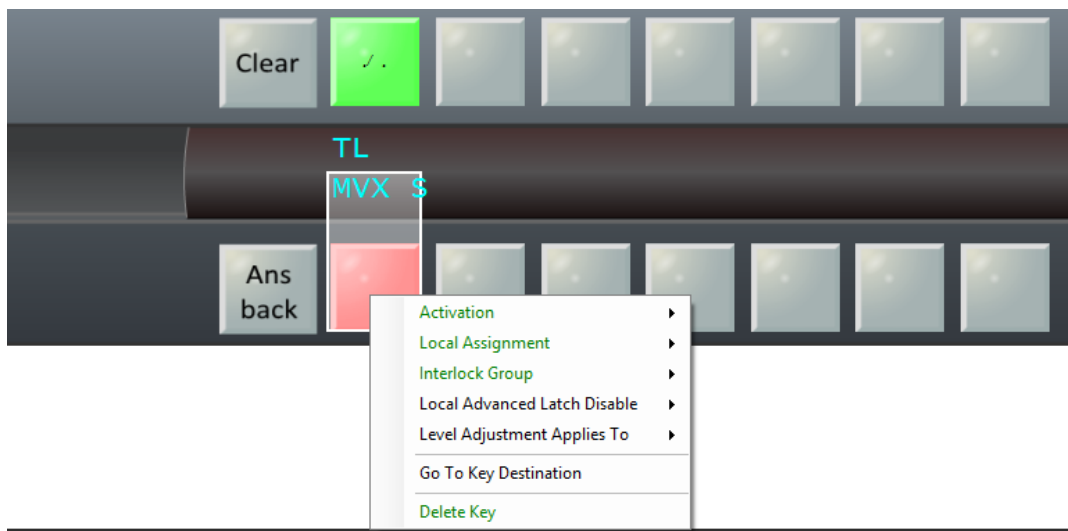 Clear
TL
MVX S
Ans
back
Activation
Local Assignment
Interlock Group
Local Advanced Latch Disable
Level Adjustment Applies To
Go To Key Destination
Delete Key